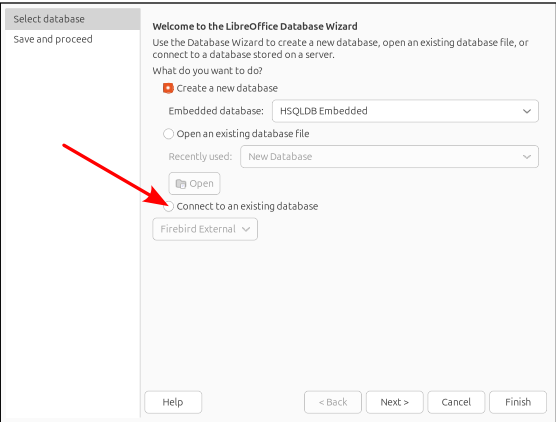 Select database
Save and proceed
Welcome to the LibreOffice Database Wizard
Use the Database Wizard to create a new database, open an existing database file, or
connect to a database stored on a server.
What do you want to do?
Create a new database
Embedded database: HSQLDB Embedded
Open an existing database file
Recently used: New Database
Open
Connect to an existing database
Firebird External
Help < Back Next > Cancel Finish